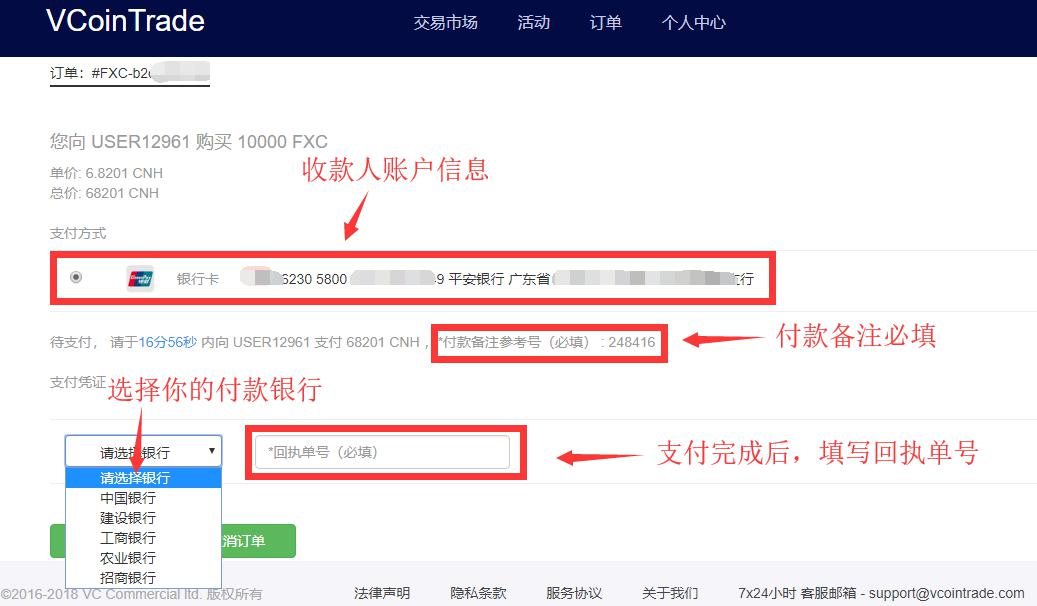 VCoinTrade
交易市场 活动 订单 个人中心
订单：#FXC-b2
您向 USER12961 购买 10000 FXC
单价: 6.8201 CNH
收款人账户信息
总价: 68201 CNH
支付方式
银行卡 6230 5800 9 平安银行 广东省 支行
待支付， 请于16分56秒 内向 USER12961 支付 68201 CNH ，*付款备注参考号（必填）: 248416
付款备注必填
支付凭证
选择你的付款银行
请选择银行
*回执单号（必填）
支付完成后，填写回执单号
请选择银行
中国银行
建设银行
工商银行
消订单
农业银行
招商银行
©2016-2018 VC Commercial ltd. 版权所有 法律声明 隐私条款 服务协议 关于我们 7x24小时 客服邮箱 - support@vcointrade.com